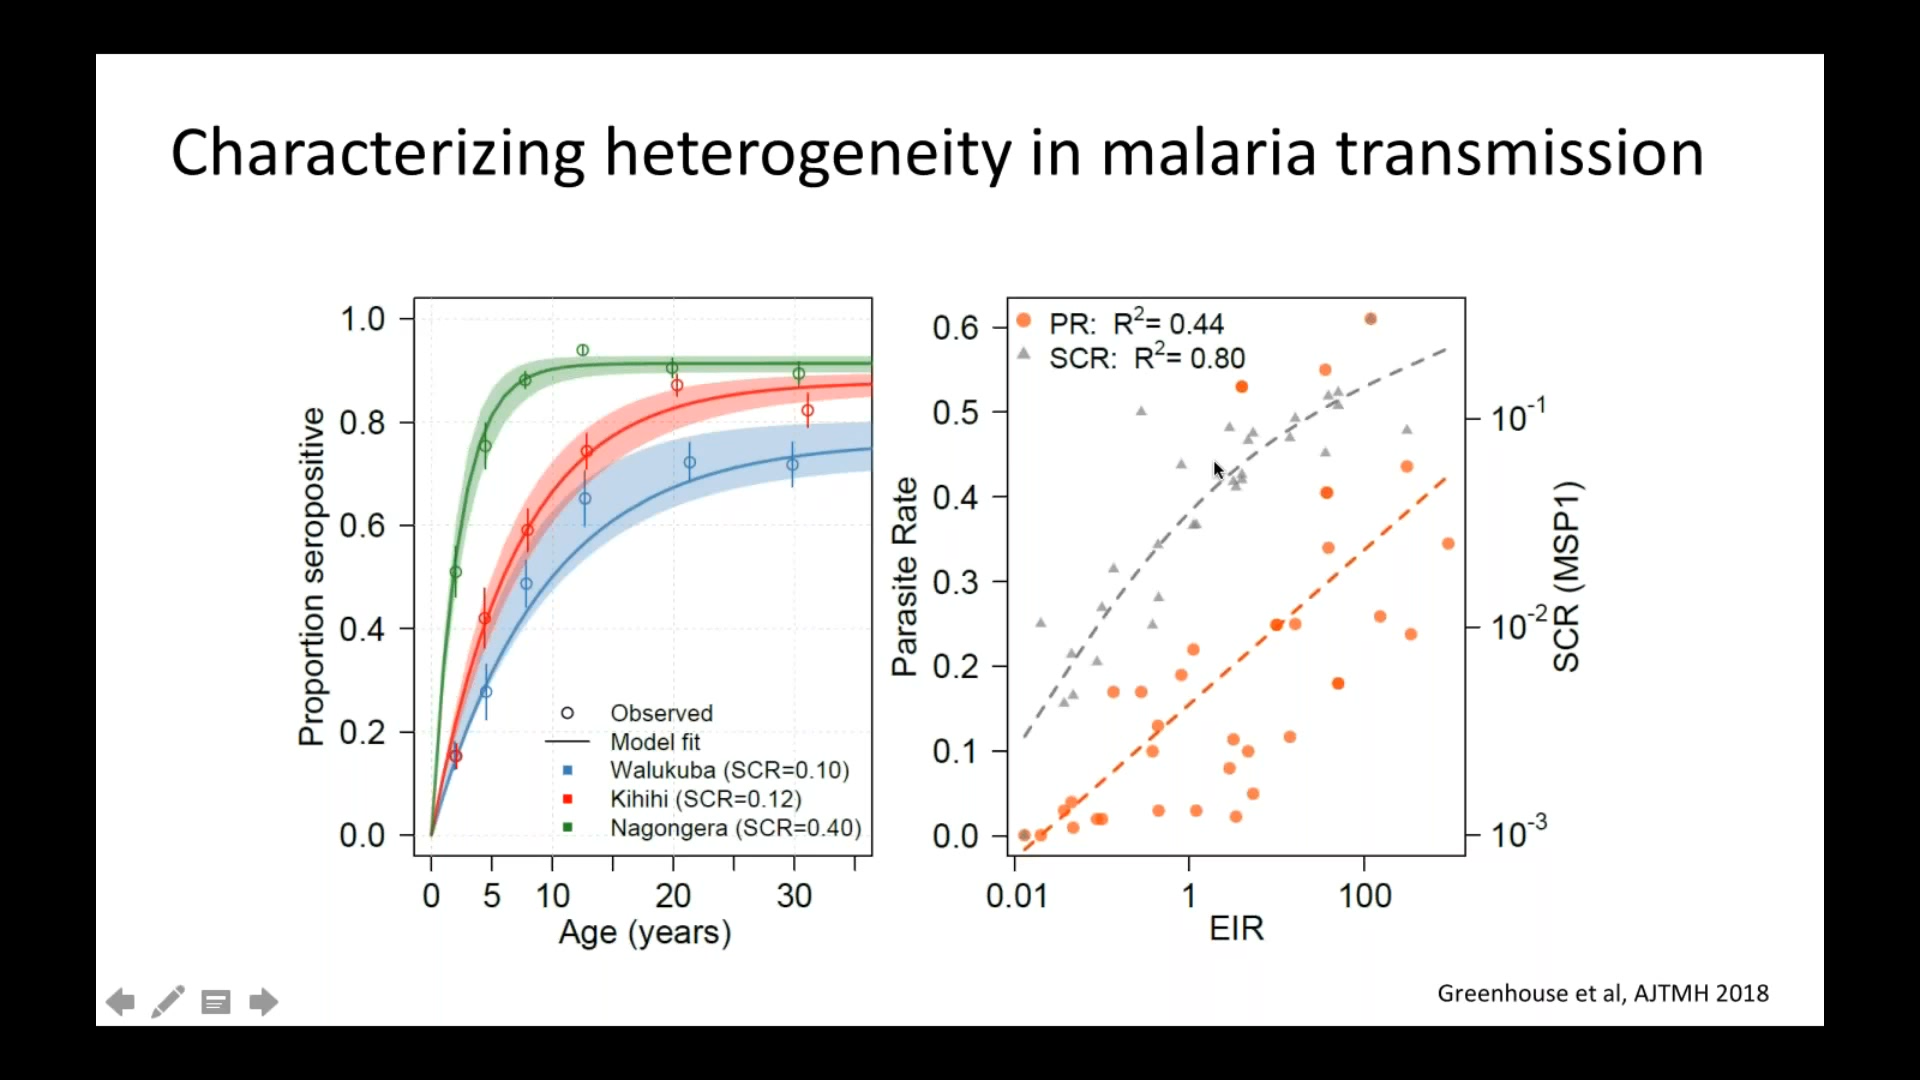 Characterizing heterogeneity in malaria transmission
Proportion seropositive
1.0
0.8
0.6
0.4
0.2
0.0
Observed
Model fit
Walukuba (SCR=0.10)
Kihihi (SCR=0.12)
Nagongera (SCR=0.40)
0 5 10 20 30
Age (years)
Parasite Rate
0.6
0.5
0.4
0.3
0.2
0.1
0.0
PR: R²= 0.44
SCR: R²= 0.80
10⁻¹
10⁻²
10⁻³
SCR (MSP1)
0.01 1 100
EIR
Greenhouse et al, AJTMH 2018